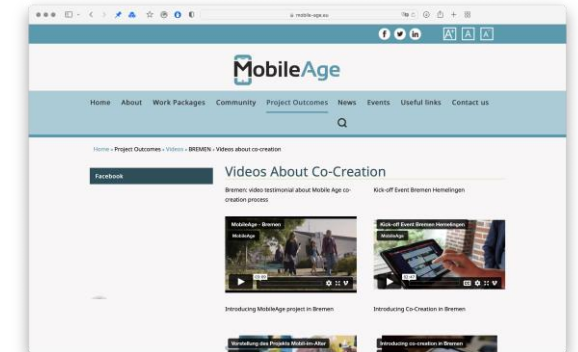 mobile-age.eu
A A A
MobileAge
Home About Work Packages Community Project Outcomes News Events Useful links Contact us
Home » Project Outcomes » Videos » BREMEN » Videos about co-creation
Facebook
Videos About Co-Creation
Bremen: video testimonial about Mobile Age co-
creation process
Kick-off Event Bremen Hemelingen
MobileAge - Bremen
MobileAge
Kick-off Event Bremen Hemelingen
MobileAge
Introducing MobileAge project in Bremen
Introducing Co-Creation in Bremen
Vorstellung des Projekts Mobil-im-Alter
Introducing co-creation in Bremen